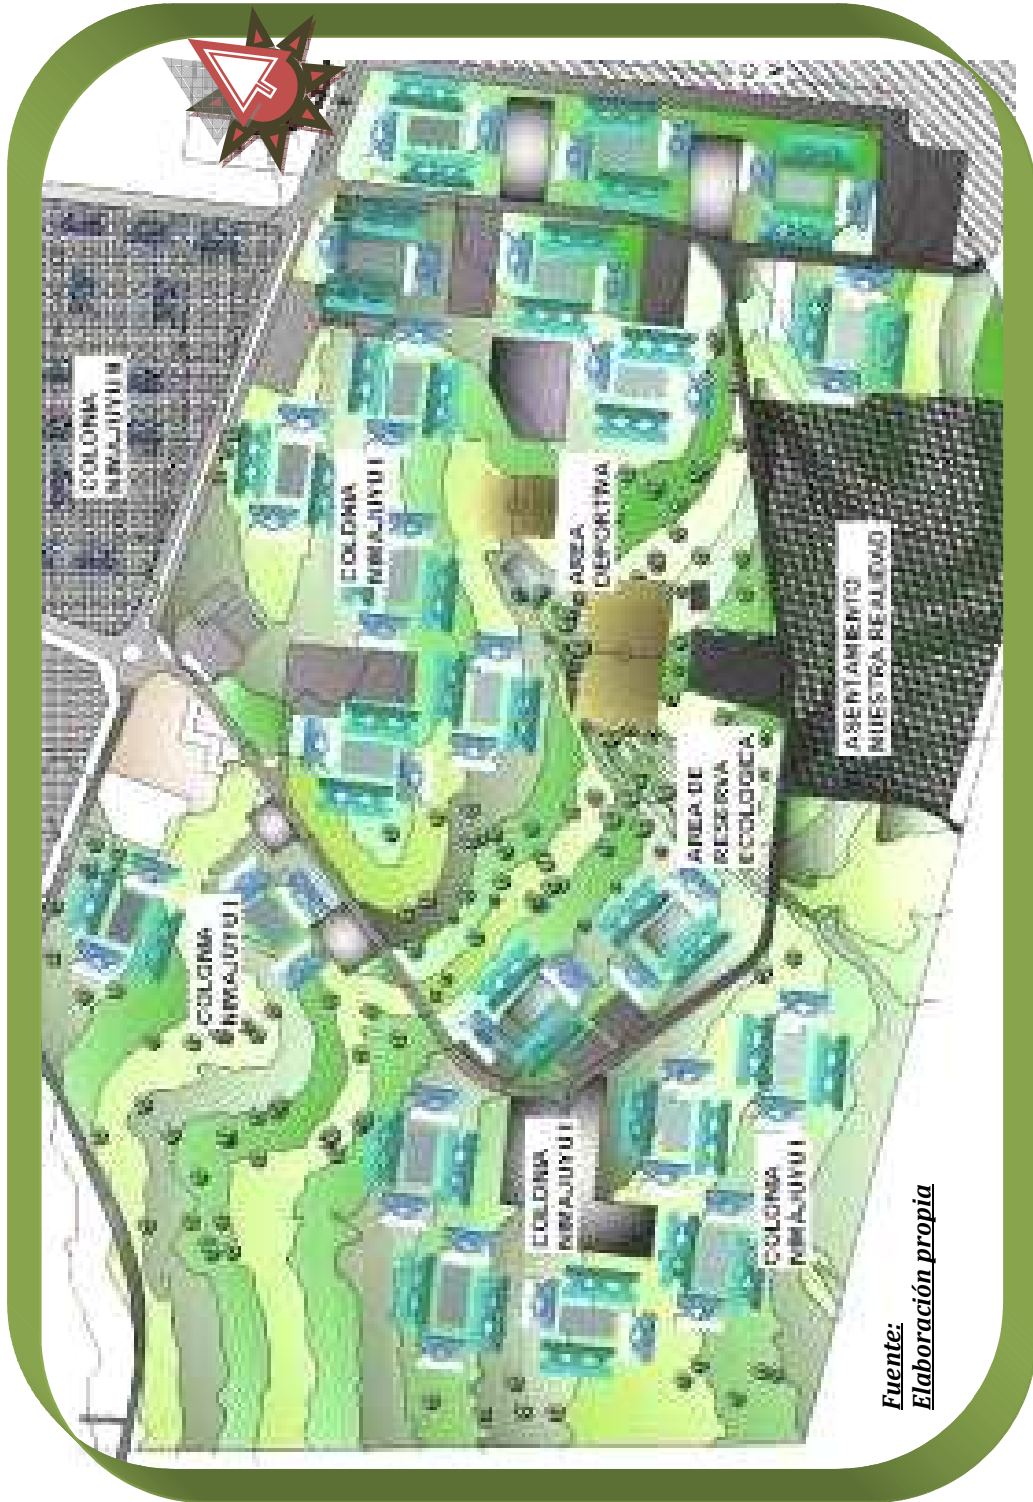 COLONIA
NIMAJUYU II
COLONIA
NIMAJUYU I
AREA
DEPORTIVA
ASENTAMIENTO
NUESTRA REALIDAD
AREA DE
RESERVA
ECOLOGICA
COLONIA
NIMAJUYU I
COLONIA
NIMAJUYU I
COLONIA
NIMAJUYU I
Fuente:
Elaboración propia